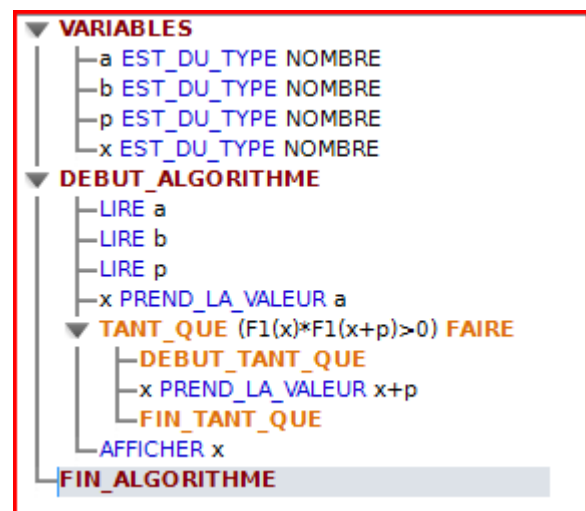 VARIABLES
a EST_DU_TYPE NOMBRE
b EST_DU_TYPE NOMBRE
p EST_DU_TYPE NOMBRE
x EST_DU_TYPE NOMBRE
DEBUT_ALGORITHME
LIRE a
LIRE b
LIRE p
x PREND_LA_VALEUR a
TANT_QUE (F1(x)*F1(x+p)>0) FAIRE
DEBUT_TANT_QUE
x PREND_LA_VALEUR x+p
FIN_TANT_QUE
AFFICHER x
FIN_ALGORITHME